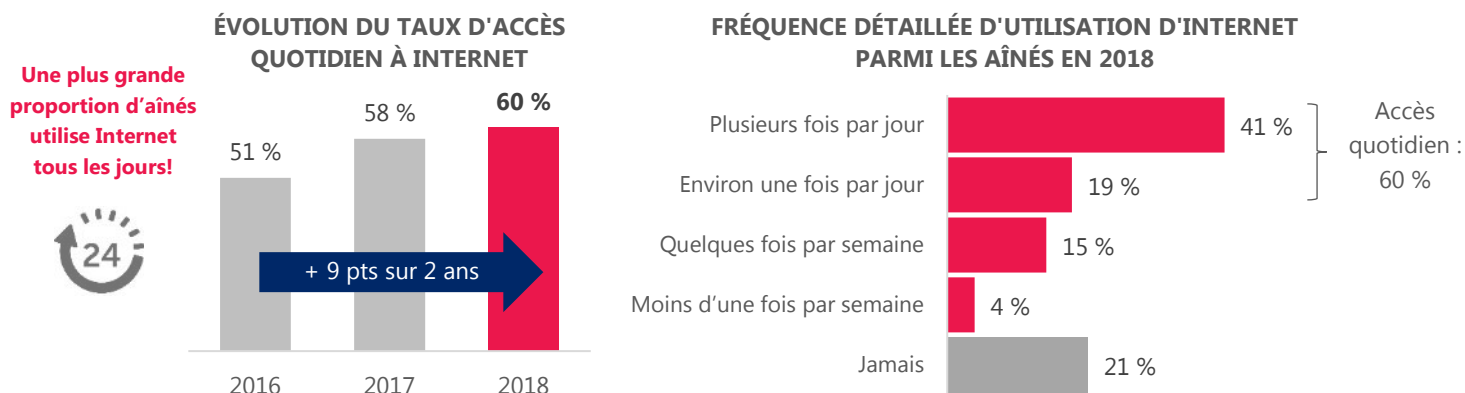 Une plus grande
proportion d’aînés
utilise Internet
tous les jours!
24
ÉVOLUTION DU TAUX D'ACCÈS
QUOTIDIEN À INTERNET
51 %
58 %
60 %
+ 9 pts sur 2 ans
2016
2017
2018
FRÉQUENCE DÉTAILLÉE D'UTILISATION D'INTERNET
PARMI LES AÎNÉS EN 2018
Plusieurs fois par jour
41 %
Environ une fois par jour
19 %
Quelques fois par semaine
15 %
Moins d’une fois par semaine
4 %
Jamais
21 %
Accès
quotidien :
60 %